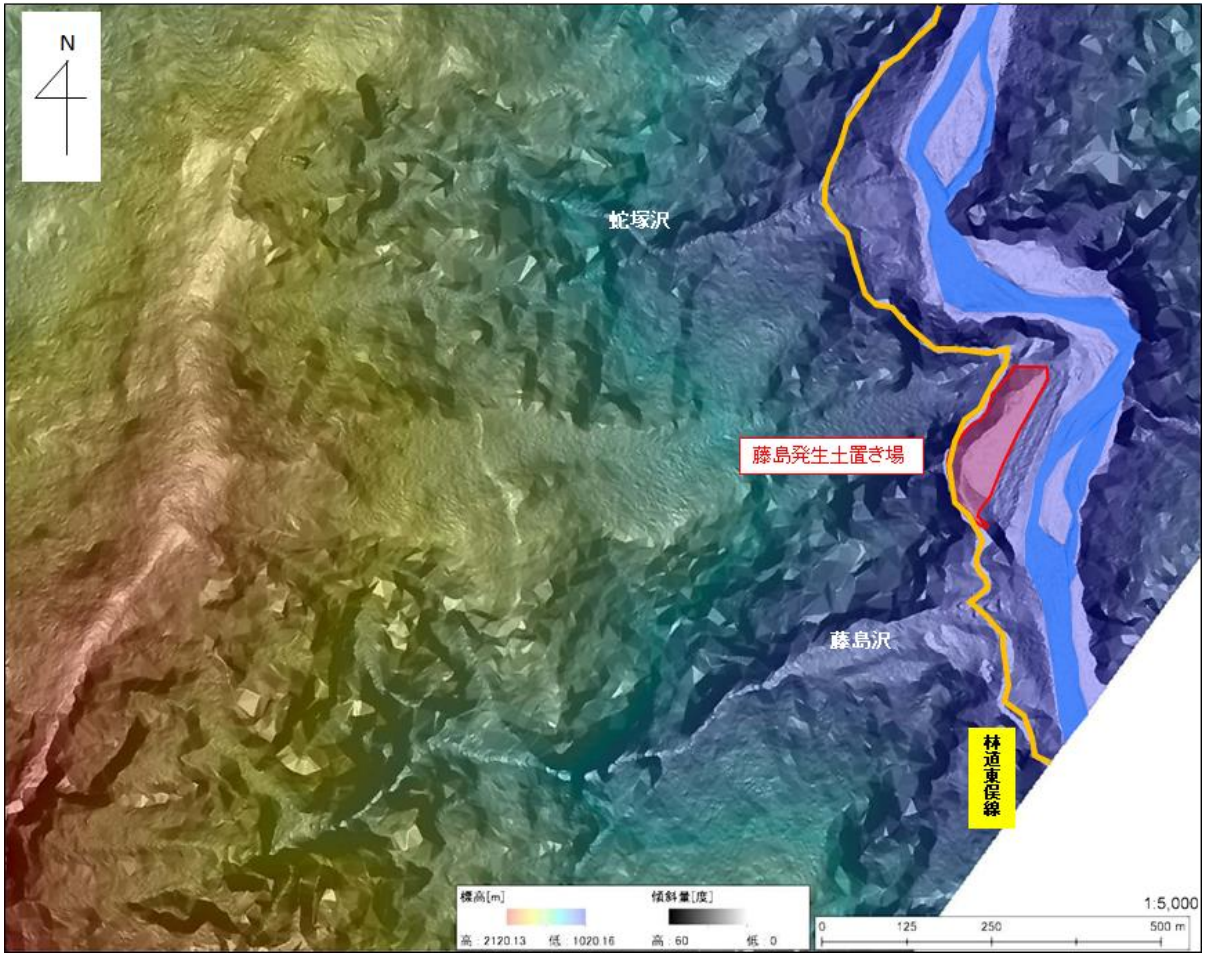 N
蛇塚沢
藤島発生土置き場
藤島沢
林道東俣線
標高[m]
高 : 2120.13 低 : 1020.16
傾斜量[度]
高 : 60 低 : 0
1:5,000
0 125 250 500 m